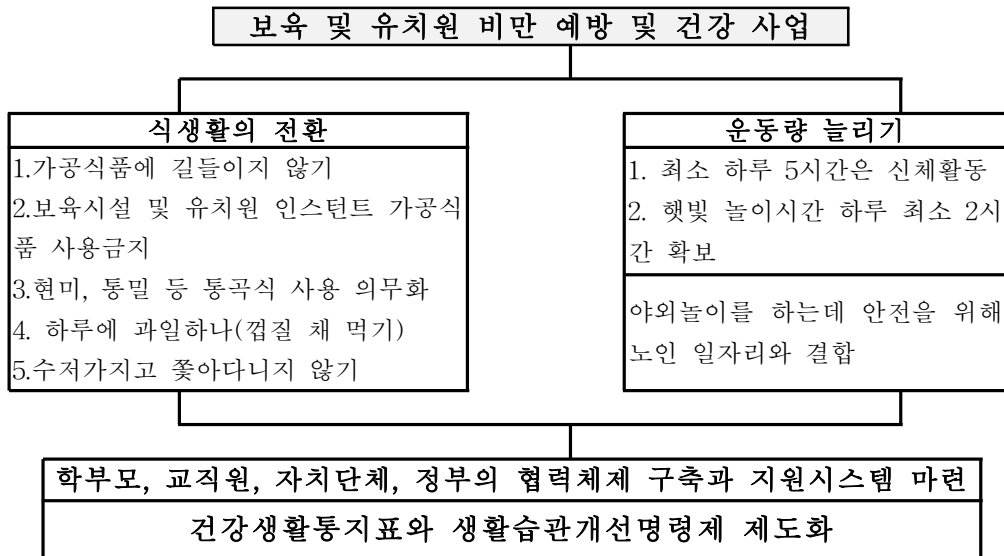 보육 및 유치원 비만 예방 및 건강 사업
식생활의 전환
1.가공식품에 길들이지 않기
2.보육시설 및 유치원 인스턴트 가공식
품 사용금지
3.현미, 통밀 등 통곡식 사용 의무화
4. 하루에 과일하나(껍질 채 먹기)
5.수저가지고 쫓아다니지 않기
운동량 늘리기
1. 최소 하루 5시간은 신체활동
2. 햇빛 놀이시간 하루 최소 2시
간 확보
야외놀이를 하는데 안전을 위해
노인 일자리와 결합
학부모, 교직원, 자치단체, 정부의 협력체제 구축과 지원시스템 마련
건강생활통지표와 생활습관개선명령제 제도화